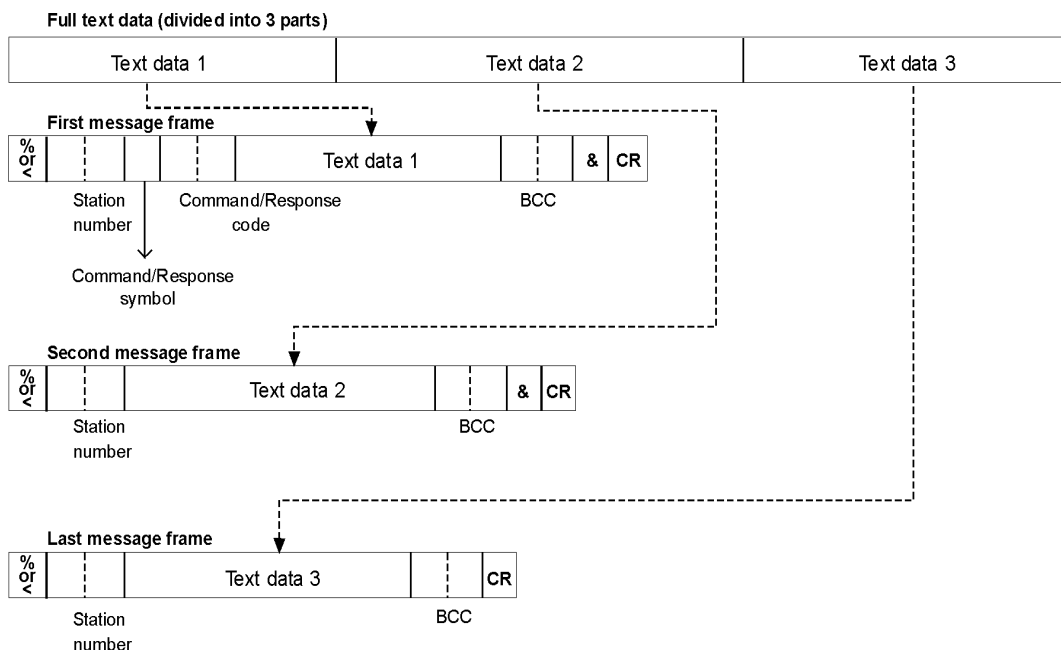 Full text data (divided into 3 parts)
Text data 1 Text data 2 Text data 3
First message frame
%
or
<
Text data 1 & CR
Station
number
Command/Response
code
BCC
Command/Response
symbol
Second message frame
%
or
<
Text data 2 & CR
Station
number
BCC
Last message frame
%
or
<
Text data 3 CR
Station
number
BCC